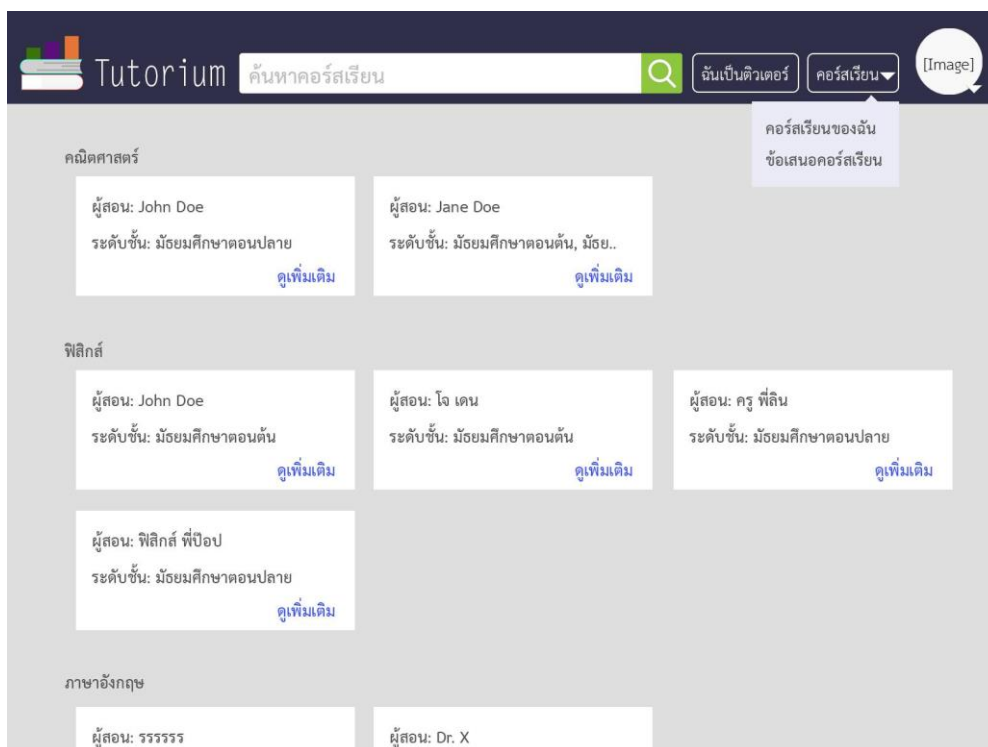 Tutorium
ค้นหาคอร์สเรียน
ฉันเป็นติวเตอร์
คอร์สเรียน
[Image]
คอร์สเรียนของฉัน
ข้อเสนอคอร์สเรียน
คณิตศาสตร์
ผู้สอน: John Doe
ระดับชั้น: มัธยมศึกษาตอนปลาย
ดูเพิ่มเติม
ผู้สอน: Jane Doe
ระดับชั้น: มัธยมศึกษาตอนต้น, มัธย..
ดูเพิ่มเติม
ฟิสิกส์
ผู้สอน: John Doe
ระดับชั้น: มัธยมศึกษาตอนต้น
ดูเพิ่มเติม
ผู้สอน: โจ เดน
ระดับชั้น: มัธยมศึกษาตอนต้น
ดูเพิ่มเติม
ผู้สอน: ครู พี่ลิน
ระดับชั้น: มัธยมศึกษาตอนปลาย
ดูเพิ่มเติม
ผู้สอน: ฟิสิกส์ พี่ป๊อป
ระดับชั้น: มัธยมศึกษาตอนปลาย
ดูเพิ่มเติม
ภาษาอังกฤษ
ผู้สอน: รรรรรร
ผู้สอน: Dr. X